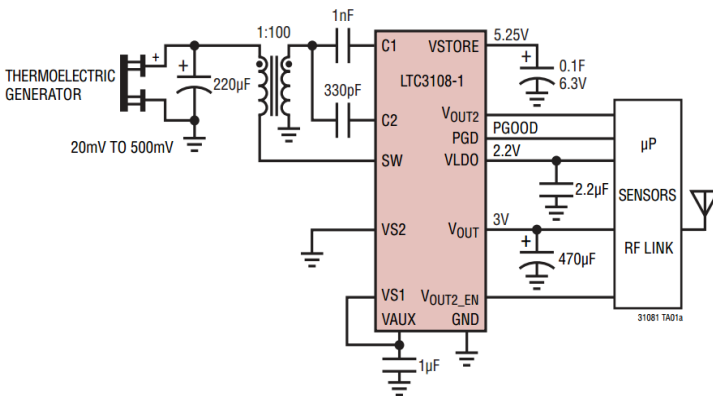 1:100
1nF
THERMOELECTRIC
GENERATOR
+
+
220µF
20mV TO 500mV
330pF
C1
C2
SW
VS2
VS1
VAUX
VSTORE
LTC3108-1
VOUT2
PGD
VLDO
VOUT
VOUT2_EN
GND
1µF
5.25V
+
0.1F
6.3V
PGOOD
2.2V
2.2µF
3V
+
470µF
µP
SENSORS
RF LINK
31081 TA01a